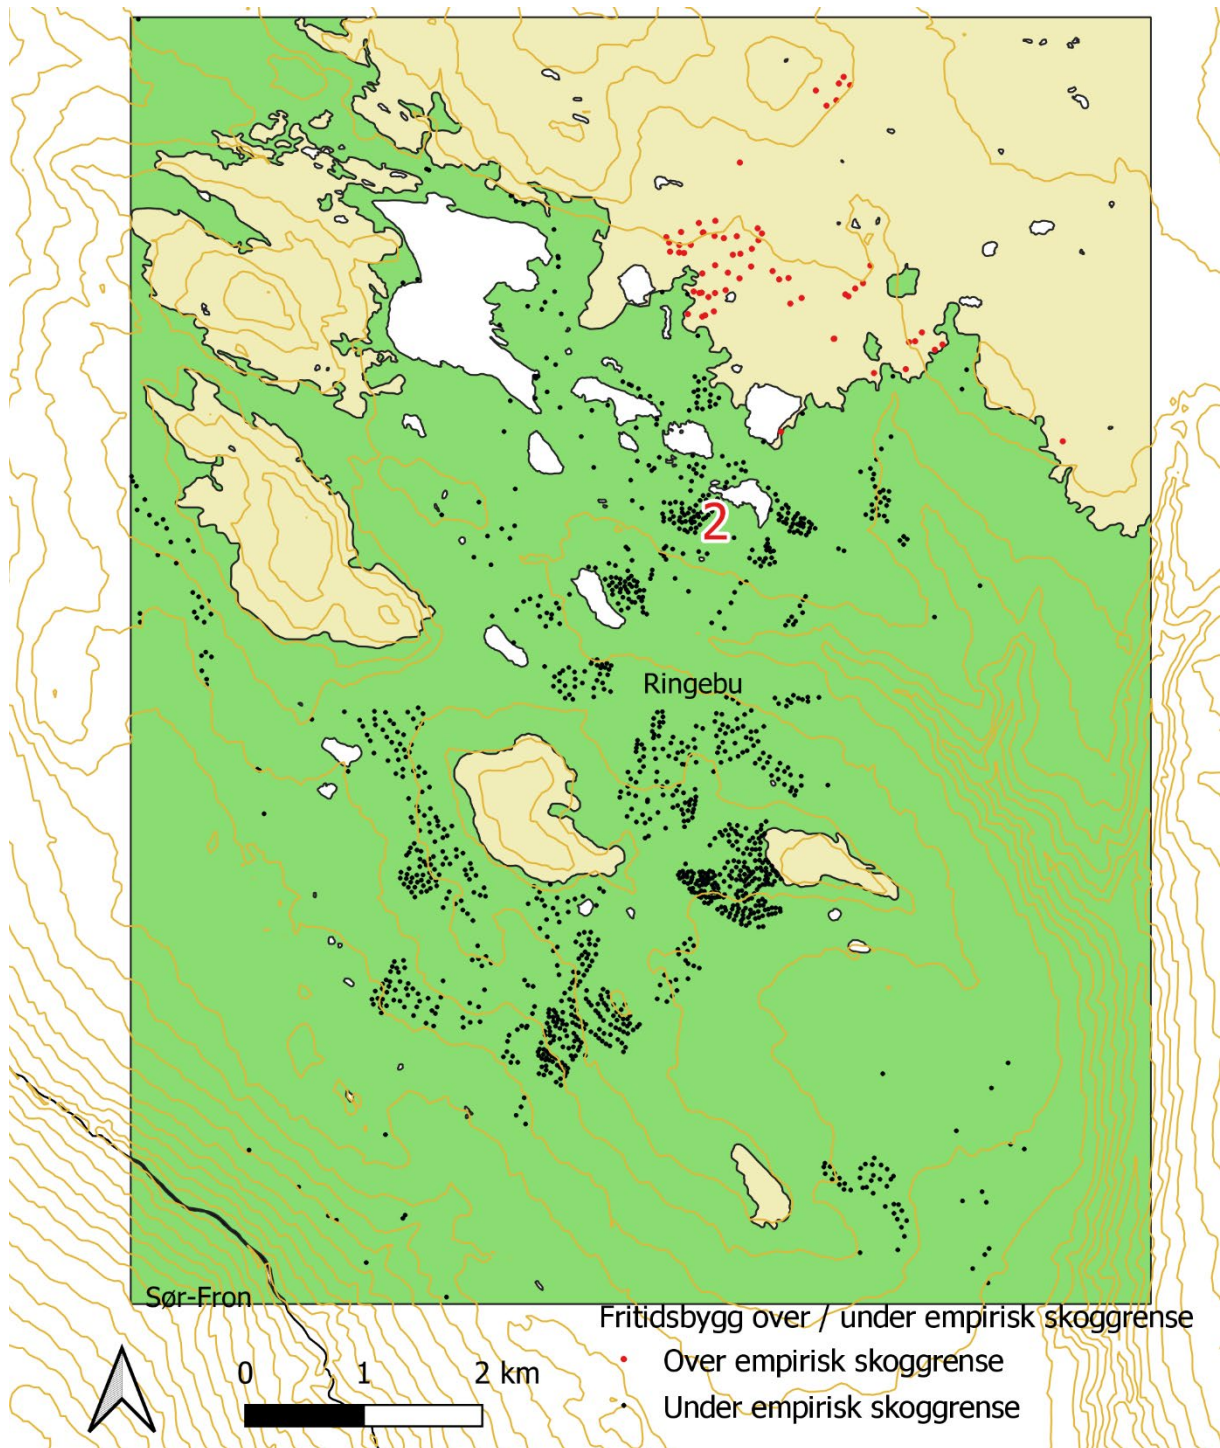 2
Ringebu
Sør-Fron
Fritidsbygg over / under empirisk skoggrense
0 1 2 km
Over empirisk skoggrense
Under empirisk skoggrense